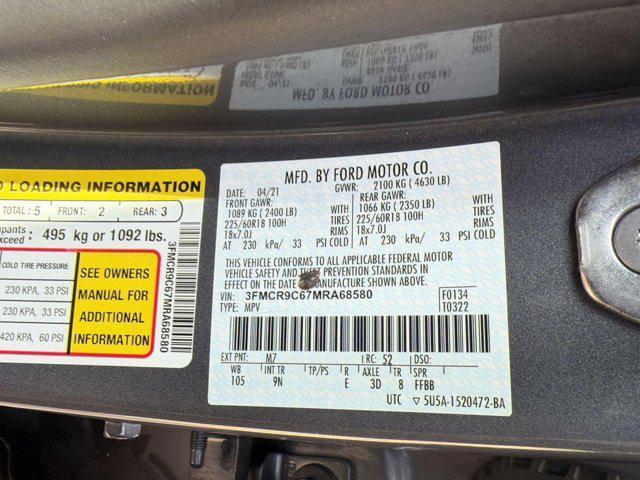 INFORMATION
MFG. BY FORD MOTOR CO.
LOADING INFORMATION
TOTAL: 5 FRONT: 2 REAR: 3
495 kg or 1092 lbs.
COLD TIRE PRESSURE
230 KPA, 33 PSI
230 KPA, 33 PSI
420 KPA, 60 PSI
SEE OWNERS
MANUAL FOR
ADDITIONAL
INFORMATION
3FMCR9C67MRA68580
MFD. BY FORD MOTOR CO.
DATE: 04/21 GVWR: 2100 KG ( 4630 LB)
FRONT GAWR: REAR GAWR:
1089 KG ( 2400 LB) WITH 1066 KG ( 2350 LB) WITH
225/60R18 100H TIRES 225/60R18 100H TIRES
18x7.0J RIMS 18x7.0J RIMS
AT 230 kPa/ 33 PSI COLD AT 230 kPa/ 33 PSI COLD
THIS VEHICLE CONFORMS TO ALL APPLICABLE FEDERAL MOTOR
VEHICLE SAFETY AND THEFT PREVENTION STANDARDS IN
EFFECT ON THE DATE OF MANUFACTURE SHOWN ABOVE.
VIN: 3FMCR9C67MRA68580 F0134
TYPE: MPV T0322
EXT PNT: M7 RC: 52 DSO:
WB INT TR TP/PS R AXLE TR SPR
105 9N E 3D 8 FFBB
UTC ▽ 5U5A-1520472-BA